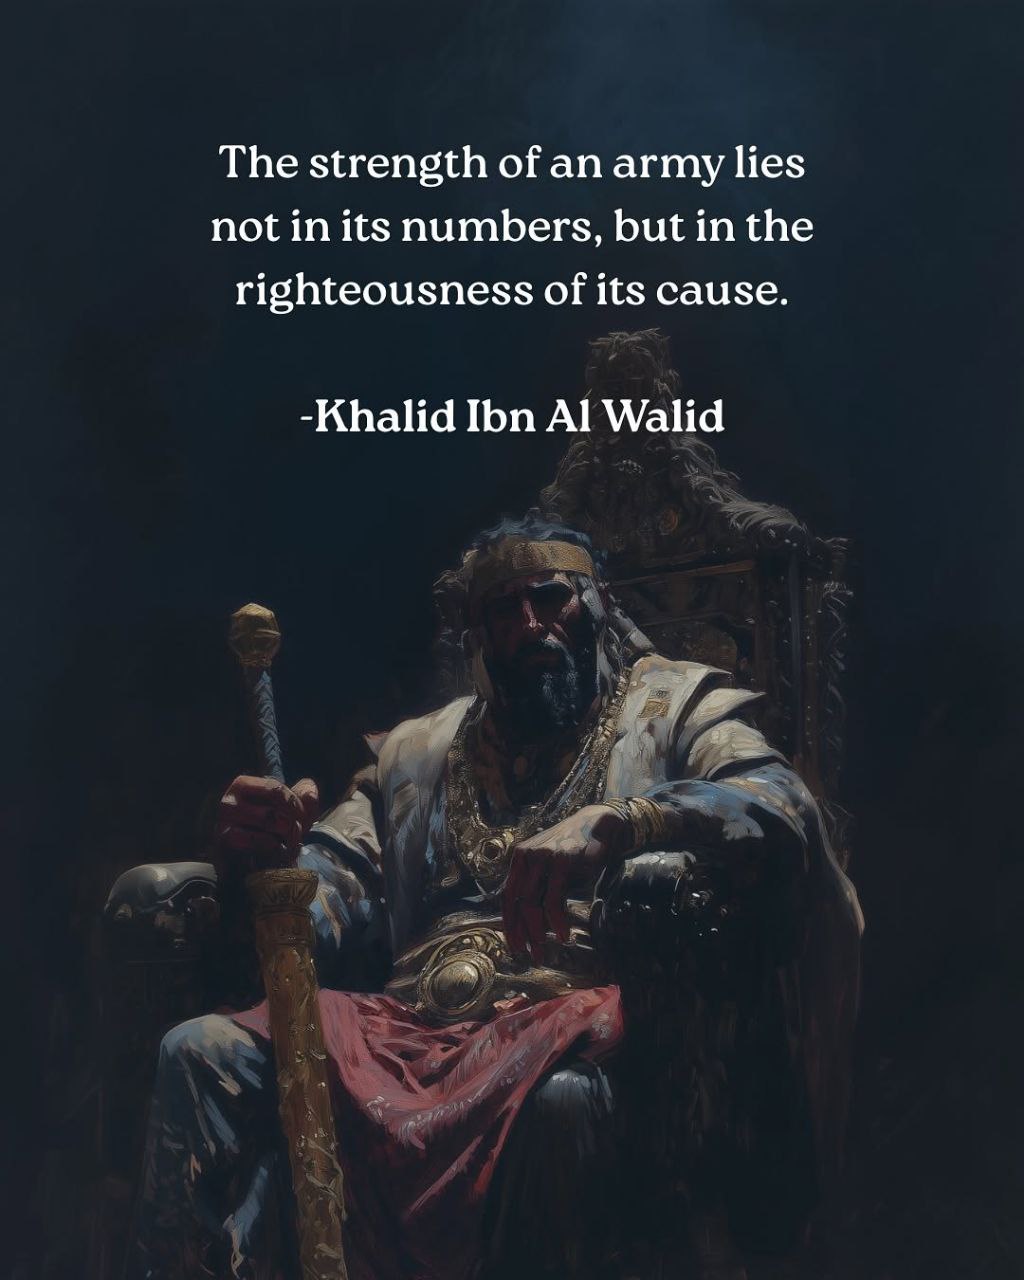 The strength of an army lies
not in its numbers, but in the
righteousness of its cause.
-Khalid Ibn Al Walid